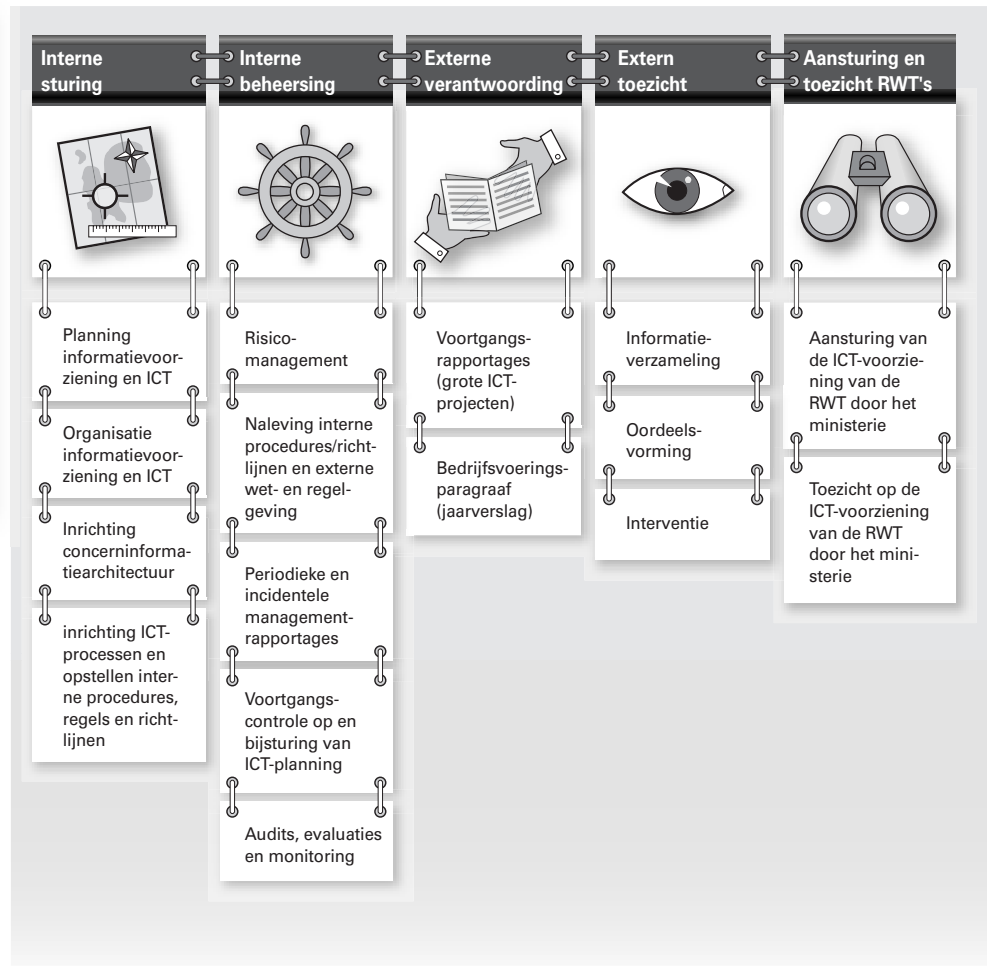 Interne
sturing
Interne
beheersing
Externe
verantwoording
Extern
toezicht
Aansturing en
toezicht RWT's
Planning
informatievoor-
ziening en ICT
Organisatie
informatievoor-
ziening en ICT
Inrichting
concerninforma-
tiearchitectuur
inrichting ICT-
processen en
opstellen inter-
ne procedures,
regels en richt-
lijnen
Risico-
management
Naleving interne
procedures/richt-
lijnen en externe
wet- en regel-
geving
Periodieke en
incidentele
management-
rapportages
Voortgangs-
controle op en
bijsturing van
ICT-planning
Audits, evaluaties
en monitoring
Voortgangs-
rapportages
(grote ICT-
projecten)
Bedrijfsvoerings-
paragraaf
(jaarverslag)
Informatie-
verzameling
Oordeels-
vorming
Interventie
Aansturing van
de ICT-voorzie-
ning van de
RWT door het
ministerie
Toezicht op de
ICT-voorziening
van de RWT
door het mini-
sterie